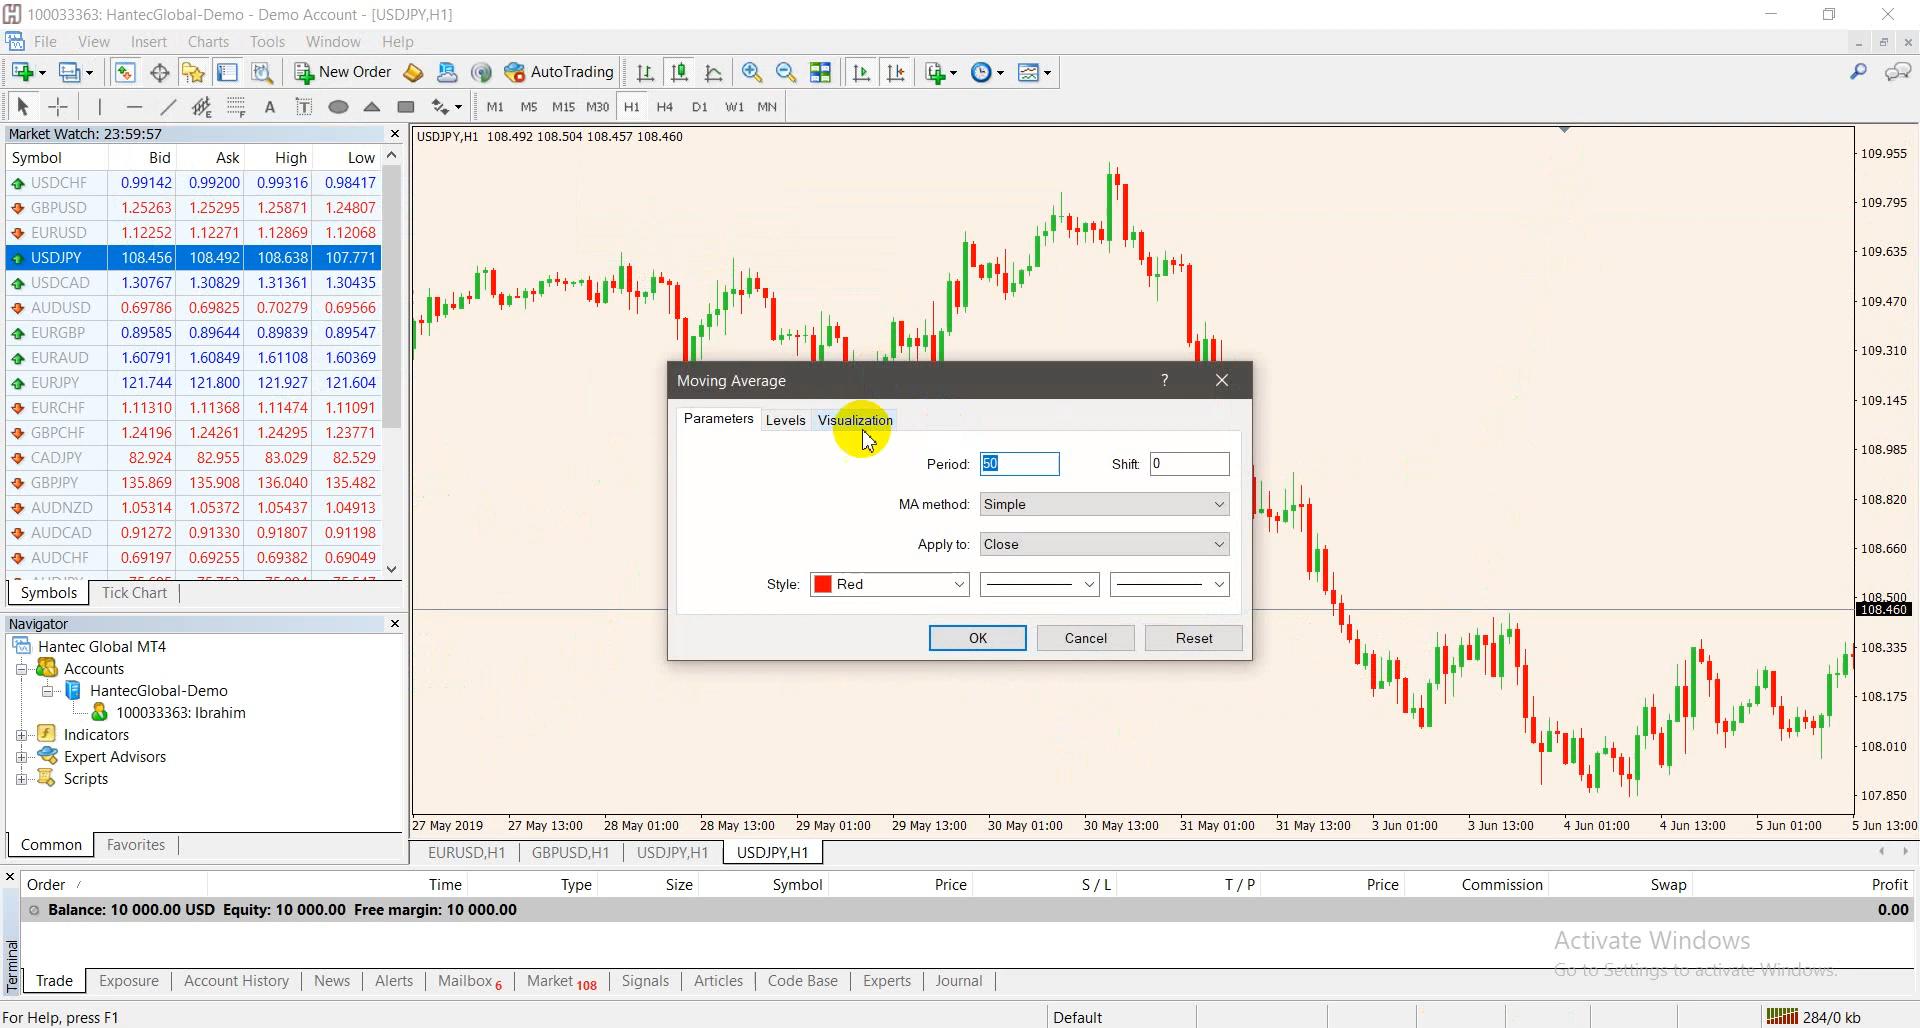 100033363: HantecGlobal-Demo - Demo Account - [USDJPY,H1]
File View Insert Charts Tools Window Help
New Order AutoTrading
A T M1 M5 M15 M30 H1 H4 D1 W1 MN
Market Watch: 23:59:57
Symbol Bid Ask High Low
USDCHF 0.99142 0.99200 0.99316 0.98417
GBPUSD 1.25263 1.25295 1.25871 1.24807
EURUSD 1.12252 1.12271 1.12869 1.12068
USDJPY 108.456 108.492 108.638 107.771
USDCAD 1.30767 1.30829 1.31361 1.30435
AUDUSD 0.69786 0.69825 0.70279 0.69566
EURGBP 0.89585 0.89644 0.89839 0.89547
EURAUD 1.60791 1.60849 1.61108 1.60369
EURJPY 121.744 121.800 121.927 121.604
EURCHF 1.11310 1.11368 1.11474 1.11091
GBPCHF 1.24196 1.24261 1.24295 1.23771
CADJPY 82.924 82.955 83.029 82.529
GBPJPY 135.869 135.908 136.040 135.482
AUDNZD 1.05314 1.05372 1.05437 1.04913
AUDCAD 0.91272 0.91330 0.91807 0.91198
AUDCHF 0.69197 0.69255 0.69382 0.69049
Symbols Tick Chart
Navigator
Hantec Global MT4
Accounts
HantecGlobal-Demo
100033363: Ibrahim
Indicators
Expert Advisors
Scripts
Common Favorites
USDJPY,H1 108.492 108.504 108.457 108.460
109.955
109.795
109.635
109.470
109.310
109.145
108.985
108.820
108.660
108.500
108.460
108.335
108.175
108.010
107.850
Moving Average ?
Parameters Levels Visualization
Period: 50 Shift: 0
MA method: Simple
Apply to: Close
Style: Red
OK Cancel Reset
27 May 2019 27 May 13:00 28 May 01:00 28 May 13:00 29 May 01:00 29 May 13:00 30 May 01:00 30 May 13:00 31 May 01:00 31 May 13:00 3 Jun 01:00 3 Jun 13:00 4 Jun 01:00 4 Jun 13:00 5 Jun 01:00 5 Jun 13:00
EURUSD,H1 GBPUSD,H1 USDJPY,H1 USDJPY,H1
Order / Time Type Size Symbol Price S / L T / P Price Commission Swap Profit
Balance: 10 000.00 USD Equity: 10 000.00 Free margin: 10 000.00 0.00
Activate Windows
Go to Settings to activate Windows.
Terminal
Trade Exposure Account History News Alerts Mailbox 6 Market 108 Signals Articles Code Base Experts Journal
For Help, press F1 Default 284/0 kb